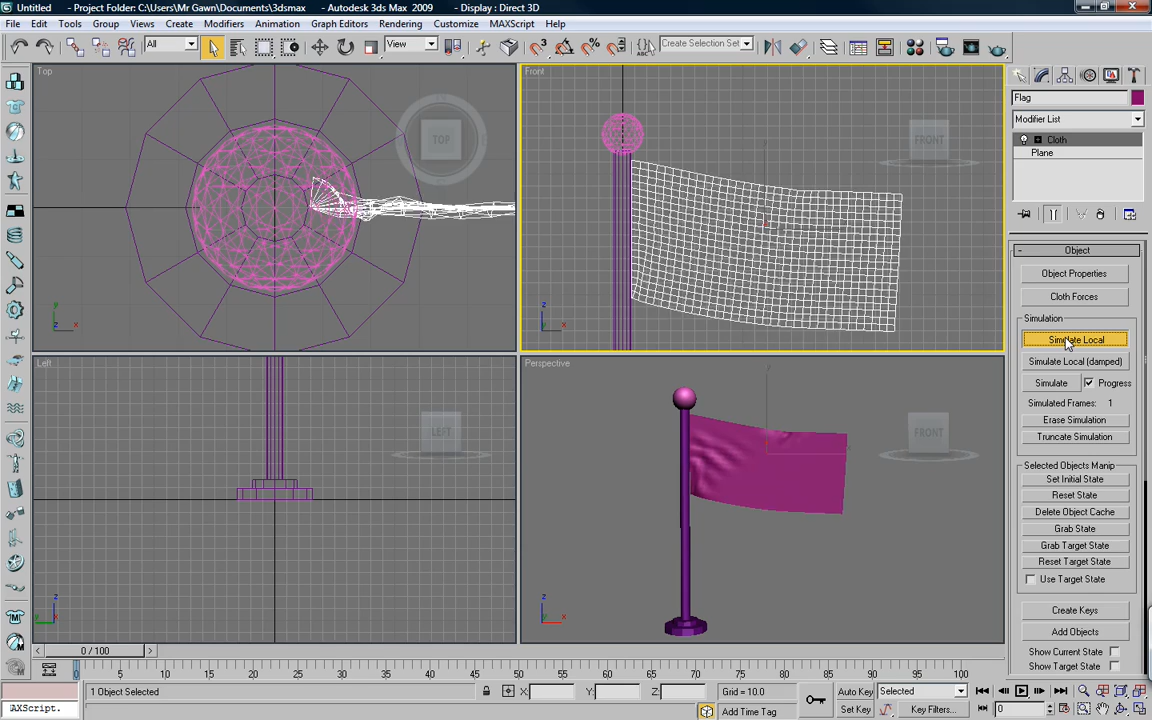 Untitled - Project Folder: C:\Users\Mr Gawn\Documents\3dsmax - Autodesk 3ds Max 2009 - Display : Direct 3D
File Edit Tools Group Views Create Modifiers Animation Graph Editors Rendering Customize MAXScript Help
All View Create Selection Set
Top
TOP
Front
FRONT
Left
LEFT
Perspective
FRONT
Flag
Modifier List
Cloth
Plane
Object
Object Properties
Cloth Forces
Simulation
Simulate Local
Simulate Local (damped)
Simulate Progress
Simulated Frames: 1
Erase Simulation
Truncate Simulation
Selected Objects Manip
Set Initial State
Reset State
Delete Object Cache
Grab State
Grab Target State
Reset Target State
Use Target State
Create Keys
Add Objects
Show Current State
Show Target State
0 / 100
0 5 10 15 20 25 30 35 40 45 50 55 60 65 70 75 80 85 90 95 100
1 Object Selected X: Y: Z: Grid = 10.0 Auto Key Selected
AXScript. Add Time Tag Set Key Key Filters... 0